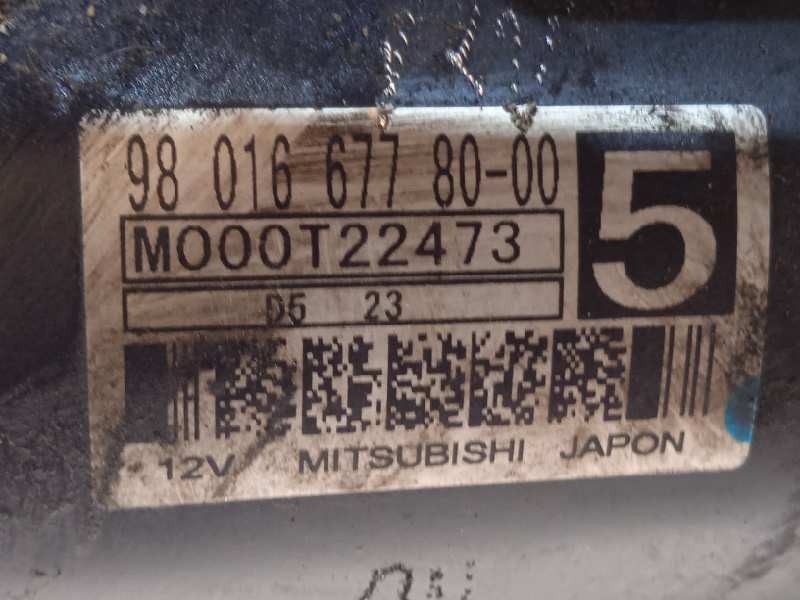 98 016 677 80-00
5
M000T22473
D5 23
12V MITSUBISHI JAPON